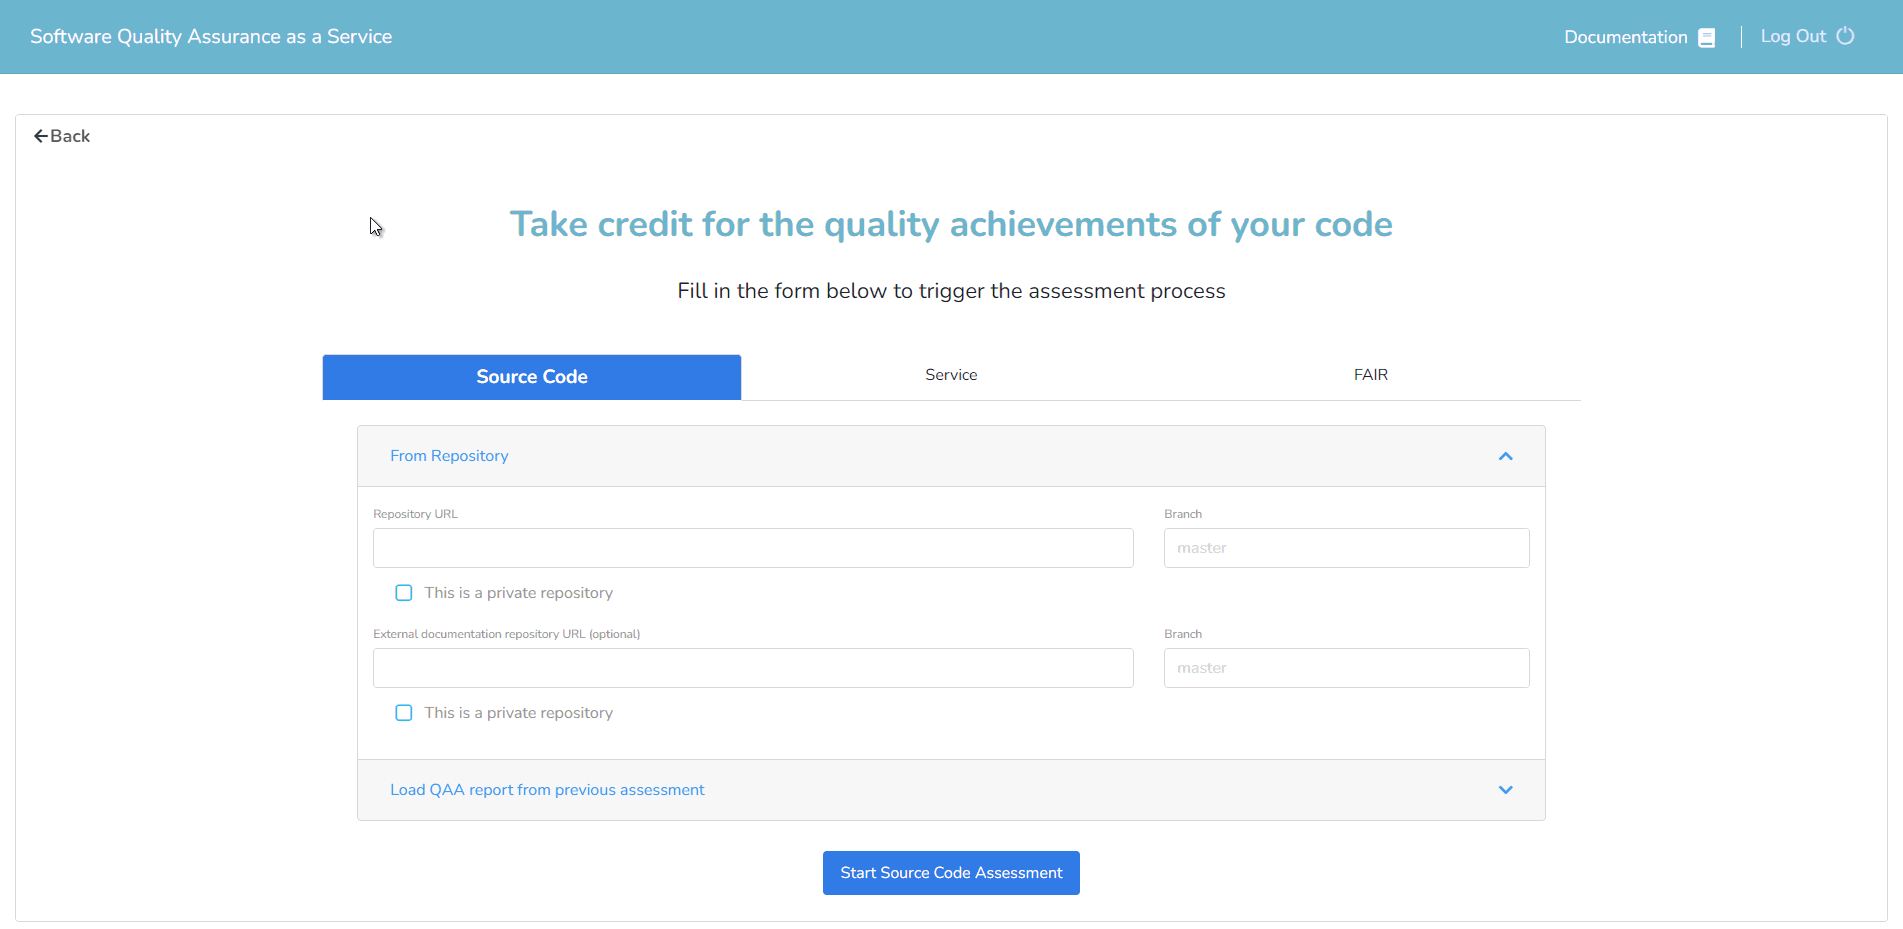 Software Quality Assurance as a Service
Documentation
Log Out
Back
Take credit for the quality achievements of your code
Fill in the form below to trigger the assessment process
Source Code
Service
FAIR
From Repository
Repository URL
Branch
master
This is a private repository
External documentation repository URL (optional)
Branch
master
This is a private repository
Load QAA report from previous assessment
Start Source Code Assessment